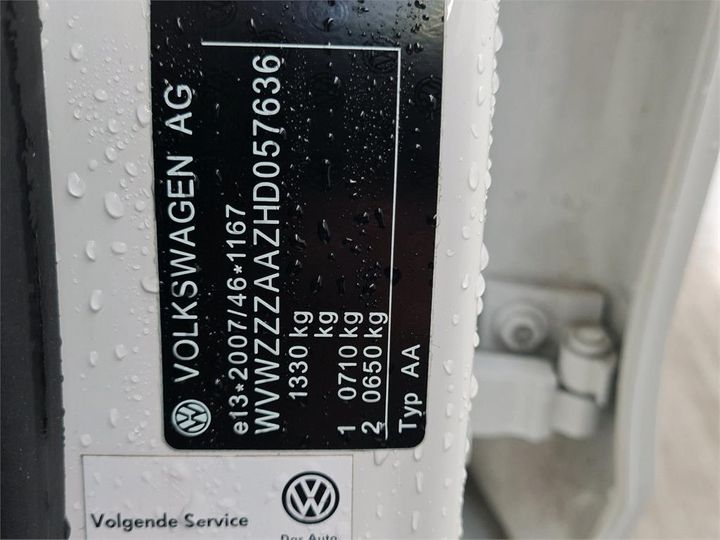 VOLKSWAGEN AG
e13*2007/46*1167
WVWZZZAAZHD057636
1330 kg
kg
1 0710 kg
2 0650 kg
Typ AA
Volgende Service
Das Auto.